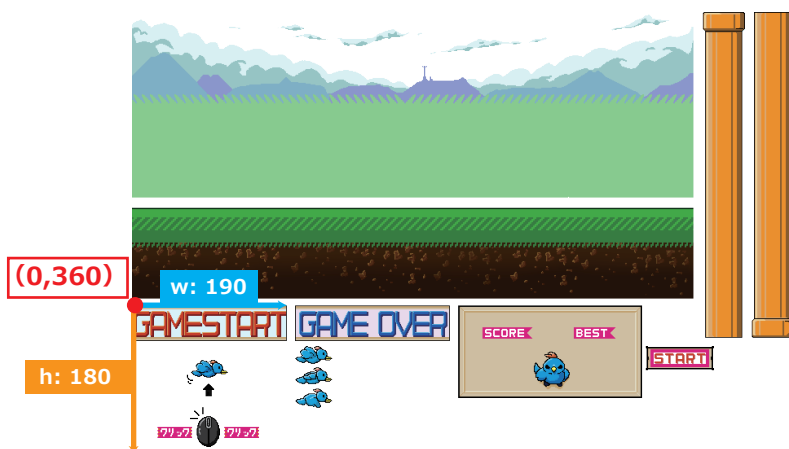 (0,360)
w: 190
GAMESTART
GAME OVER
SCORE
BEST
START
h: 180
クリック
クリック